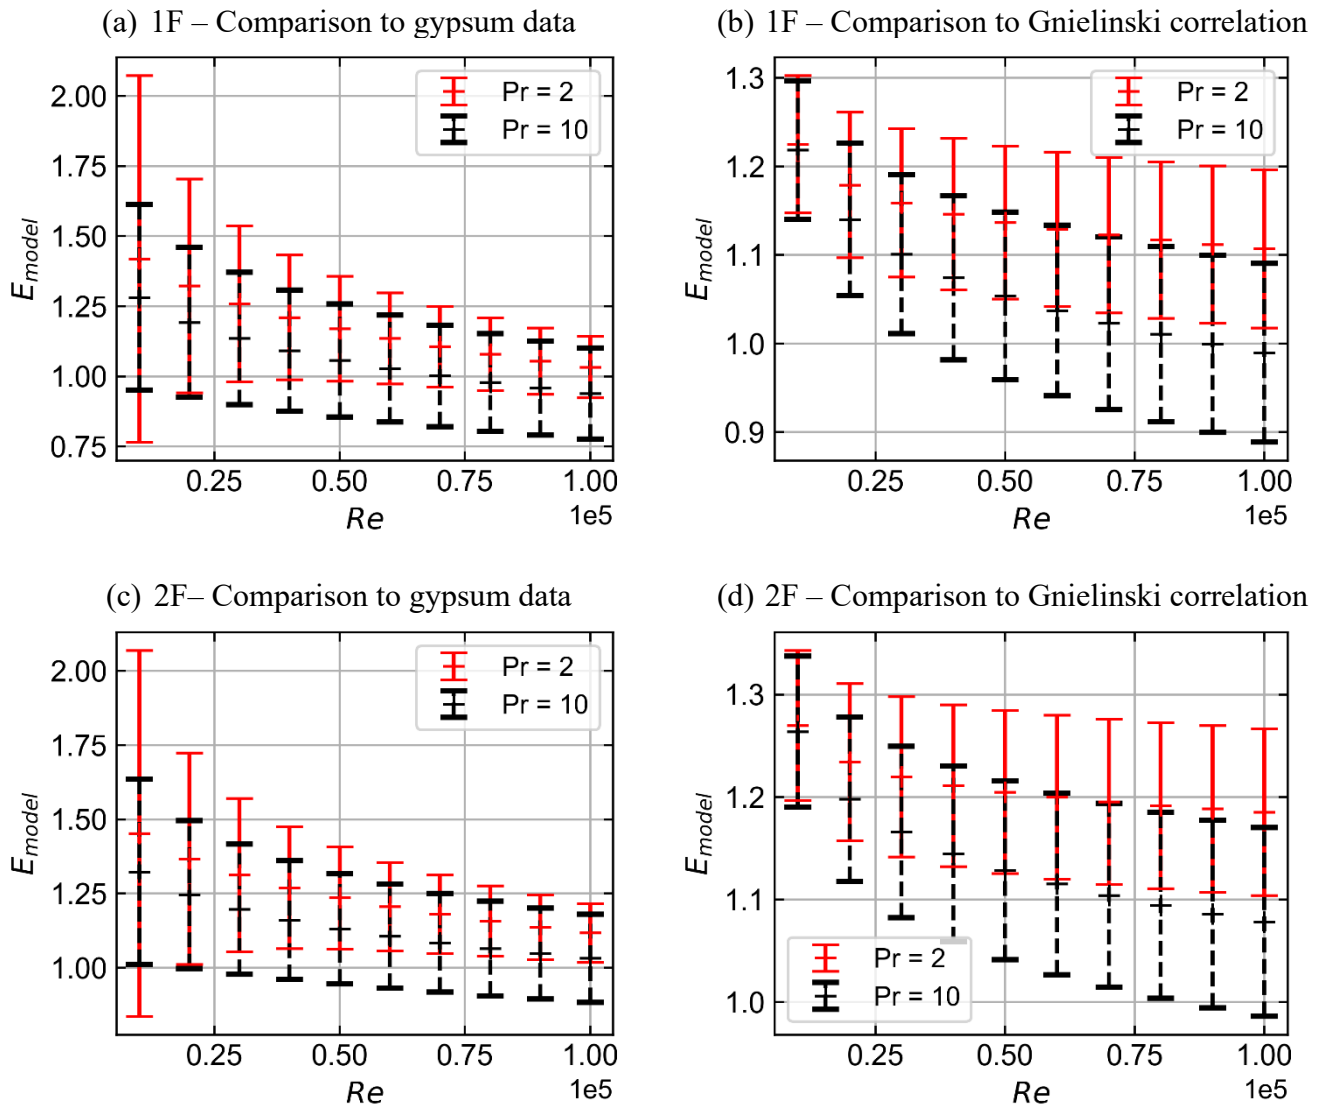 (a) 1F – Comparison to gypsum data
2.00
1.75
1.50
1.25
1.00
0.75
E_model
Pr = 2
Pr = 10
0.25 0.50 0.75 1.00
Re
1e5
(b) 1F – Comparison to Gnielinski correlation
1.3
1.2
1.1
1.0
0.9
E_model
Pr = 2
Pr = 10
0.25 0.50 0.75 1.00
Re
1e5
(c) 2F– Comparison to gypsum data
2.00
1.75
1.50
1.25
1.00
E_model
Pr = 2
Pr = 10
0.25 0.50 0.75 1.00
Re
1e5
(d) 2F – Comparison to Gnielinski correlation
1.3
1.2
1.1
1.0
E_model
Pr = 2
Pr = 10
0.25 0.50 0.75 1.00
Re
1e5